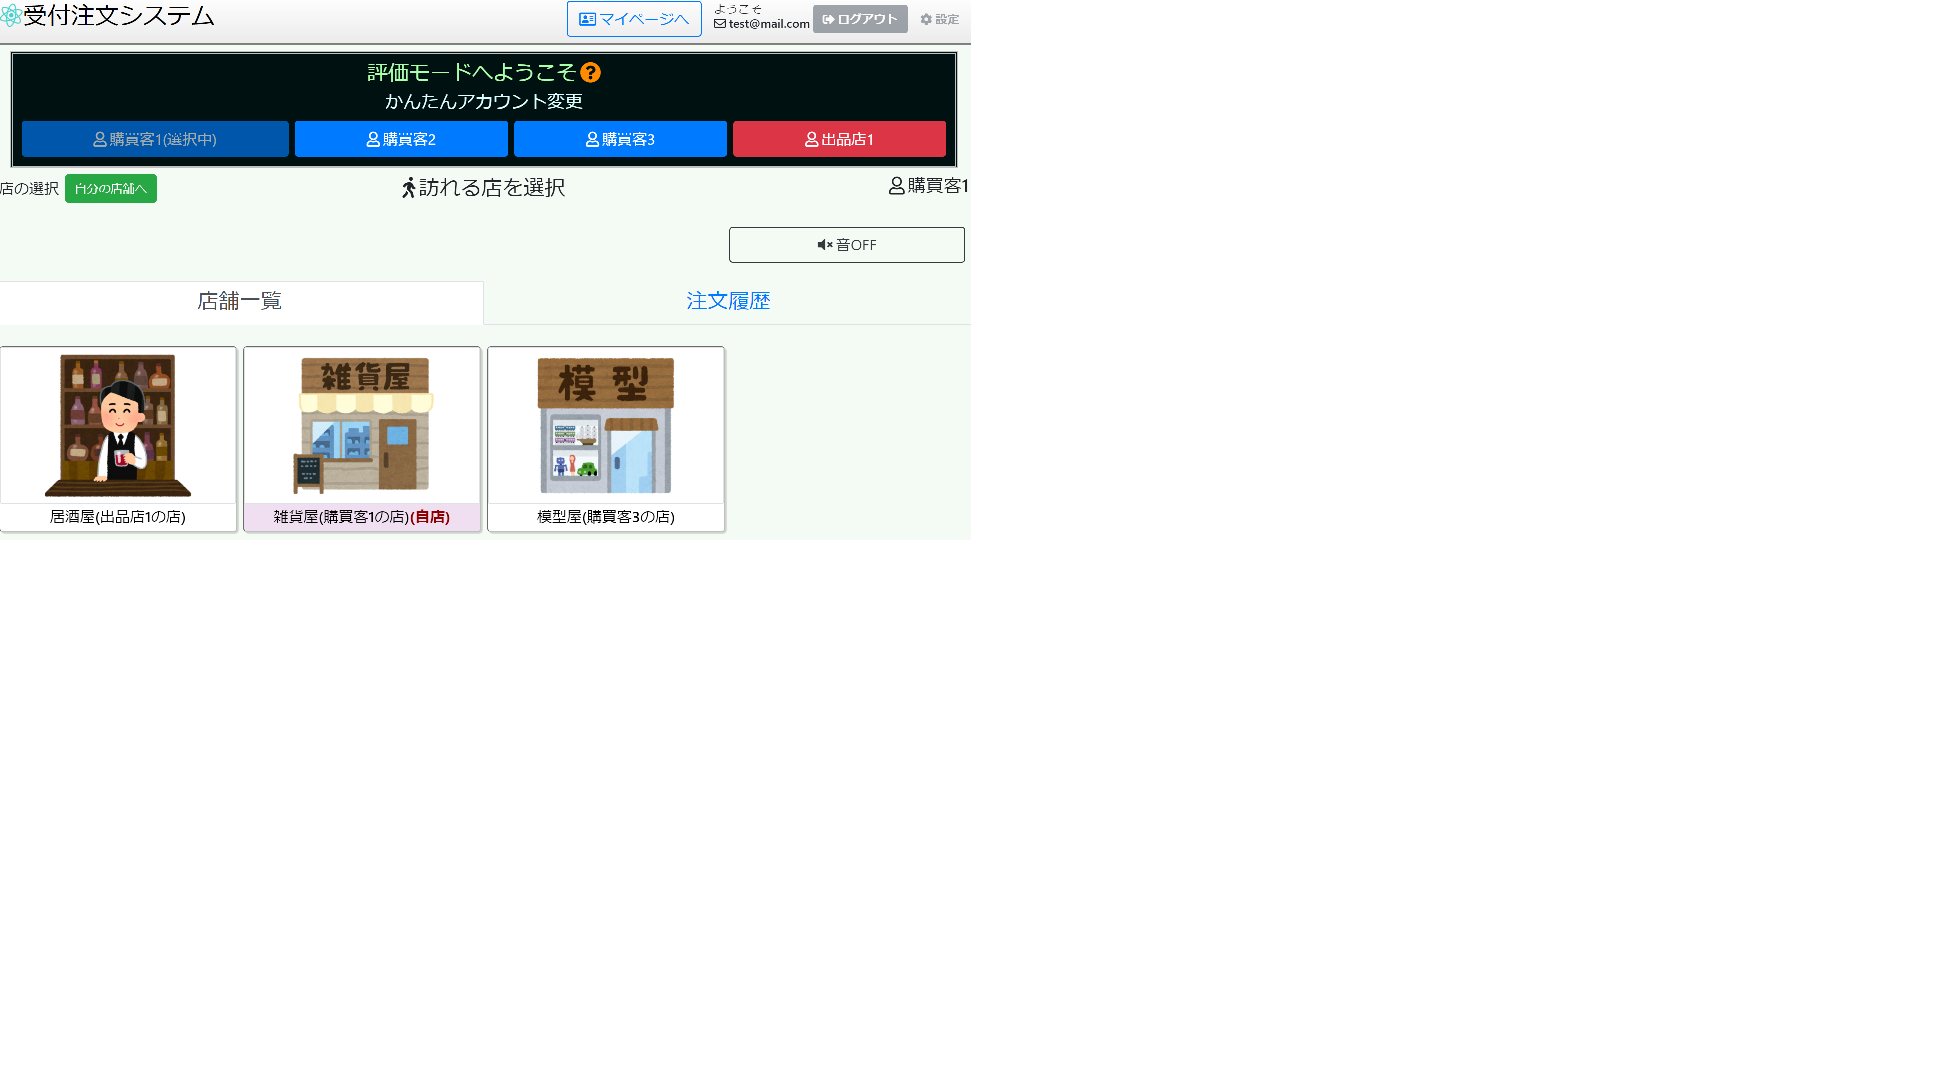 受付注文システム
マイページへ
ようこそ
test@mail.com
ログアウト
設定
評価モードへようこそ
かんたんアカウント変更
購買客1(選択中)
購買客2
購買客3
出品店1
店の選択
自分の店舗へ
訪れる店を選択
購買客1
音OFF
店舗一覧
注文履歴
雑貨屋
模型
居酒屋(出品店1の店)
雑貨屋(購買客1の店)(自店)
模型屋(購買客3の店)